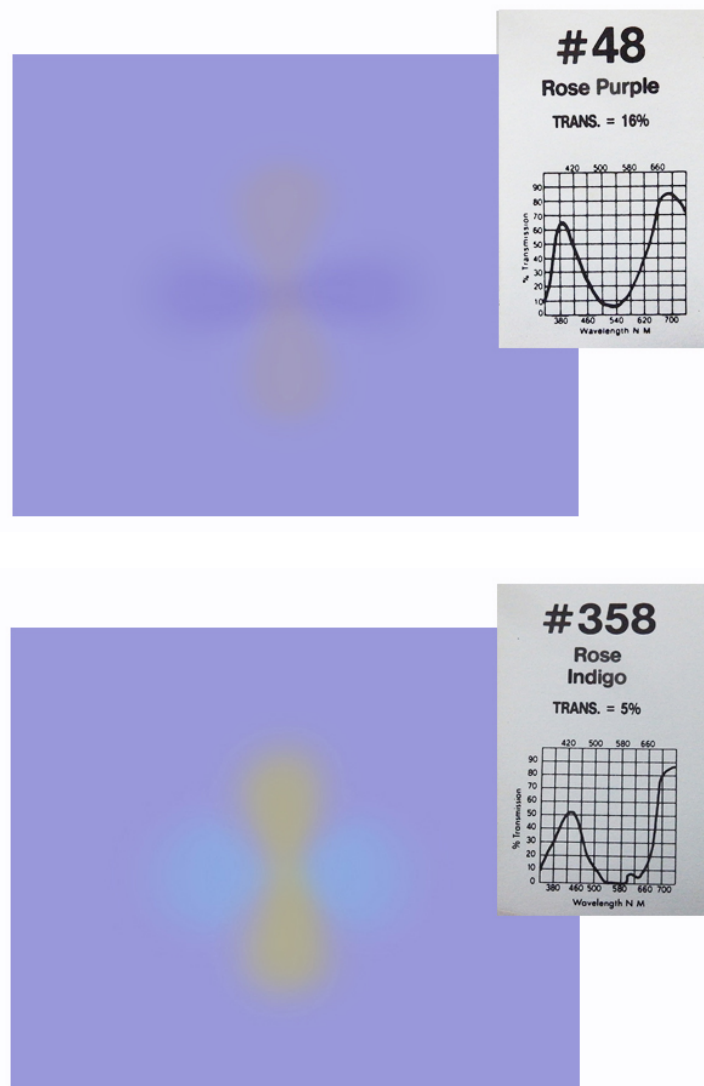 #48
Rose Purple
TRANS. = 16%
420 500 580 660
90
80
70
60
50
40
30
20
10
0
% Transmission
380 460 540 620 700
Wavelength N M
#358
Rose
Indigo
TRANS. = 5%
420 500 580 660
90
80
70
60
50
40
30
20
10
0
% Transmission
380 460 500 580 660 700
Wavelength N M